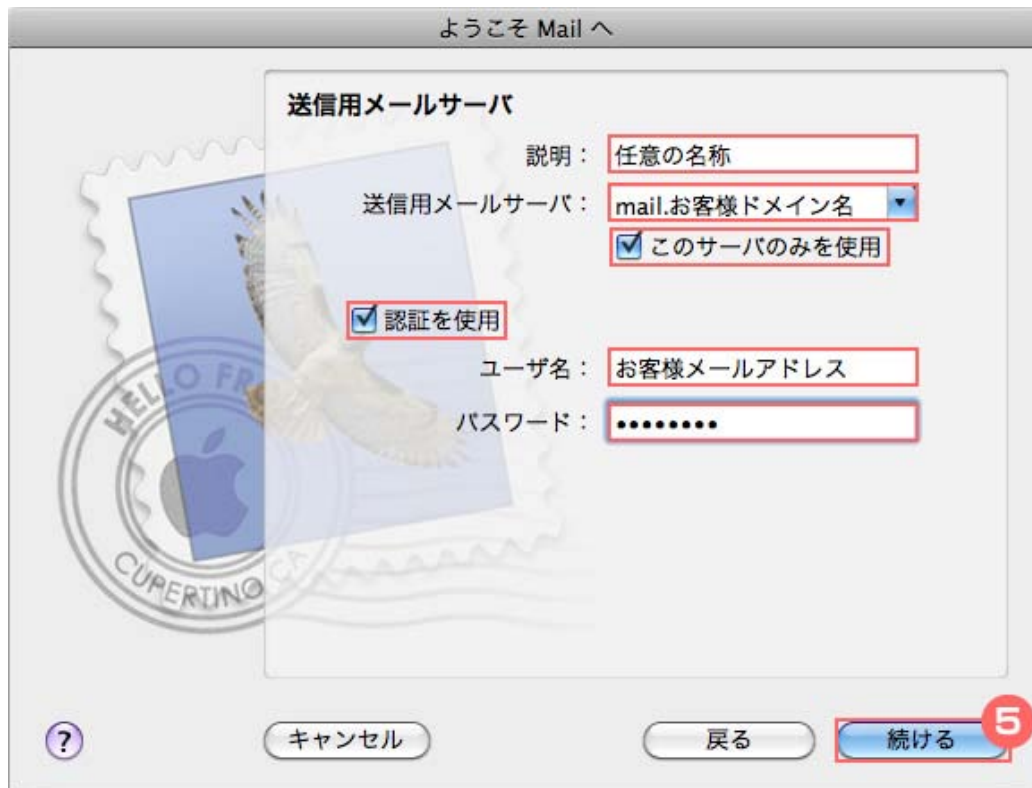 ようこそ Mail へ
送信用メールサーバ
説明： 任意の名称
送信用メールサーバ： mail.お客様ドメイン名
このサーバのみを使用
認証を使用
ユーザ名： お客様メールアドレス
パスワード： ••••••••
HELLO FR
CUPERTINO CA
? キャンセル 戻る 続ける 5